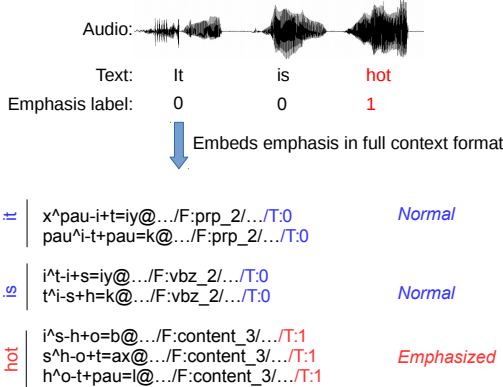 Audio:
Text: It is hot
Emphasis label: 0 0 1
Embeds emphasis in full context format
it
x^pau-i+t=iy@.../F:prp_2/.../T:0 Normal
pau^i-t+pau=k@.../F:prp_2/.../T:0
is
i^t-i+s=iy@.../F:vbz_2/.../T:0 Normal
t^i-s+h=k@.../F:vbz_2/.../T:0
hot
i^s-h+o=b@.../F:content_3/.../T:1
s^h-o+t=ax@.../F:content_3/.../T:1 Emphasized
h^o-t+pau=l@.../F:content_3/.../T:1